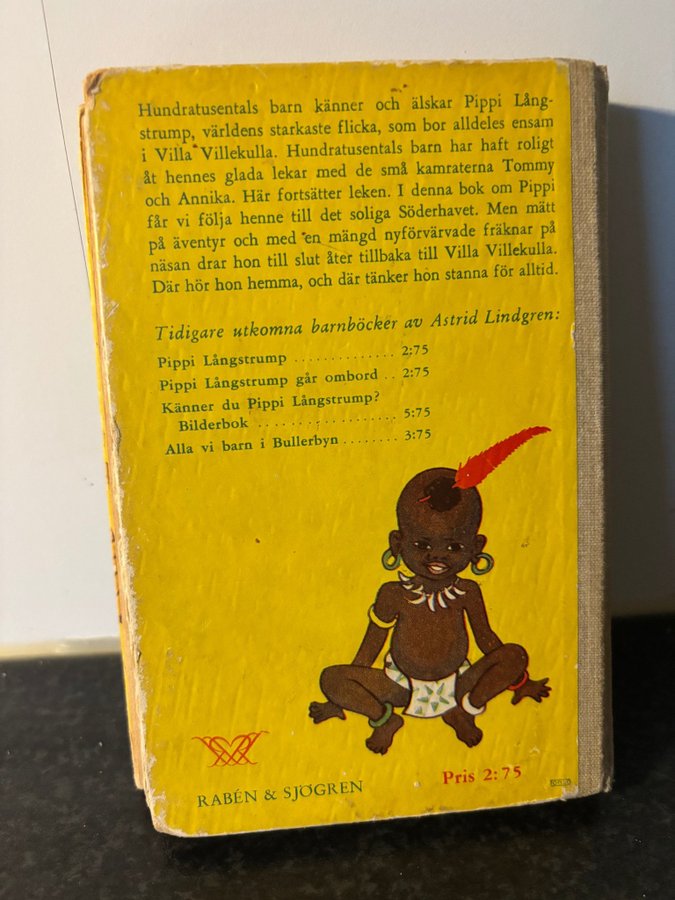 Hundratusentals barn känner och älskar Pippi Lång-
strump, världens starkaste flicka, som bor alldeles ensam
i Villa Villekulla. Hundratusentals barn har haft roligt
åt hennes glada lekar med de små kamraterna Tommy
och Annika. Här fortsätter leken. I denna bok om Pippi
får vi följa henne till det soliga Söderhavet. Men mätt
på äventyr och med en mängd nyförvärvade fräknar på
näsan drar hon till slut åter tillbaka till Villa Villekulla.
Där hör hon hemma, och där tänker hon stanna för alltid.
Tidigare utkomna barnböcker av Astrid Lindgren:
Pippi Långstrump .............. 2:75
Pippi Långstrump går ombord .. 2:75
Känner du Pippi Långstrump?
Bilderbok .................... 5:75
Alla vi barn i Bullerbyn ........ 3:75
RABÉN & SJÖGREN
Pris 2:75